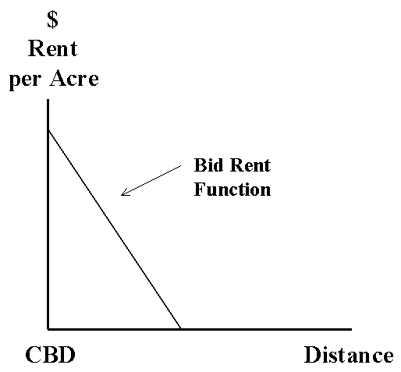 $
Rent
per Acre
Bid Rent
Function
CBD
Distance